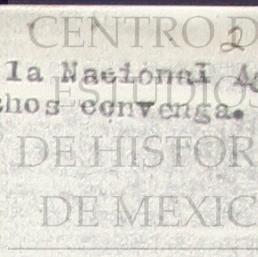 CENTRO D
2
la Nacional
ESTUDIOS
chos convenga.
DE HISTOR
DE MEXIC